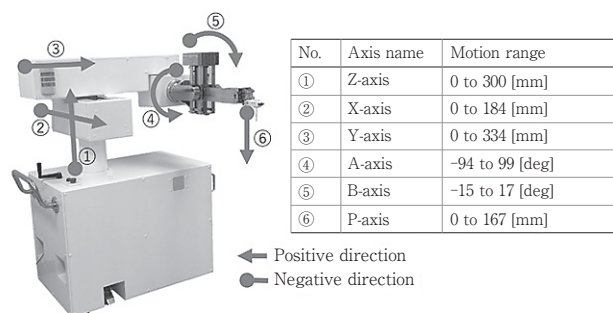 ③
⑤
②
④
①
⑥
No. Axis name Motion range
① Z-axis 0 to 300 [mm]
② X-axis 0 to 184 [mm]
③ Y-axis 0 to 334 [mm]
④ A-axis −94 to 99 [deg]
⑤ B-axis −15 to 17 [deg]
⑥ P-axis 0 to 167 [mm]
Positive direction
Negative direction